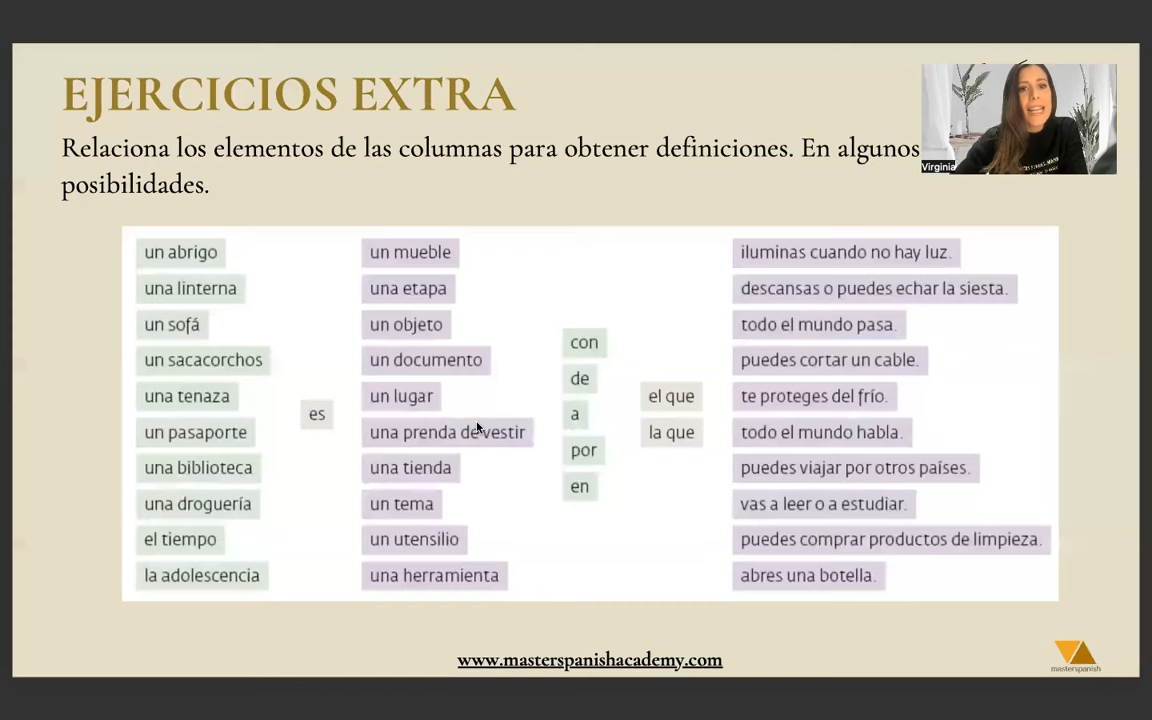 EJERCICIOS EXTRA
Relaciona los elementos de las columnas para obtener definiciones. En algunos
posibilidades.
Virginia
un abrigo
una linterna
un sofá
un sacacorchos
una tenaza
un pasaporte
una biblioteca
una droguería
el tiempo
la adolescencia
es
un mueble
una etapa
un objeto
un documento
un lugar
una prenda de vestir
una tienda
un tema
un utensilio
una herramienta
con
de
a
por
en
el que
la que
iluminas cuando no hay luz.
descansas o puedes echar la siesta.
todo el mundo pasa.
puedes cortar un cable.
te proteges del frío.
todo el mundo habla.
puedes viajar por otros países.
vas a leer o a estudiar.
puedes comprar productos de limpieza.
abres una botella.
www.masterspanishacademy.com
masterspanish